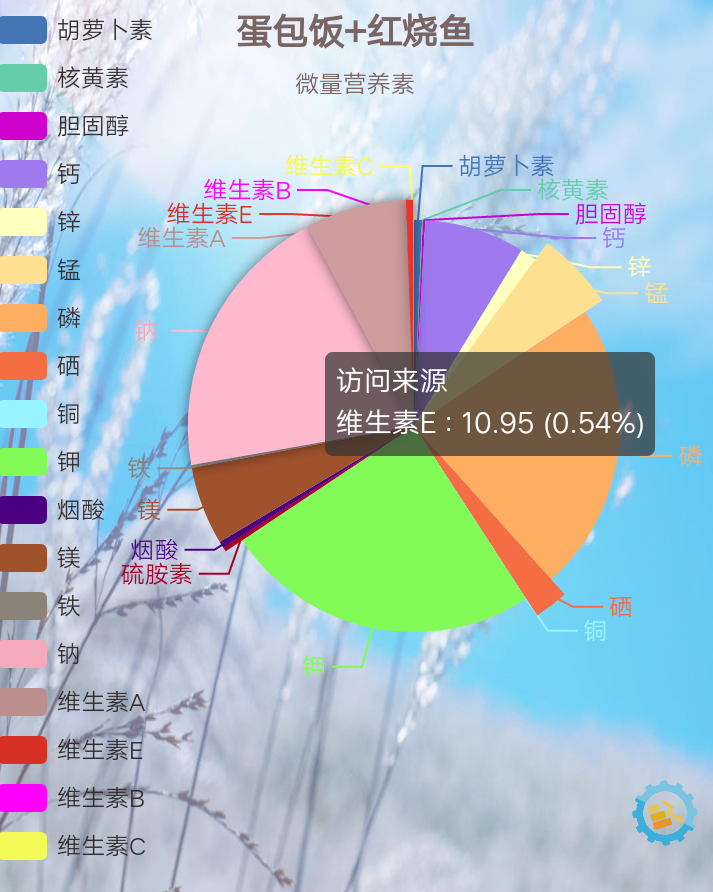 蛋包饭+红烧鱼
微量营养素
胡萝卜素
核黄素
胆固醇
钙
锌
锰
磷
硒
铜
钾
烟酸
镁
铁
钠
维生素A
维生素E
维生素B
维生素C
维生素C
维生素B
维生素E
维生素A
钠
铁
镁
烟酸
硫胺素
钾
胡萝卜素
核黄素
胆固醇
钙
锌
锰
磷
硒
铜
访问来源
维生素E : 10.95 (0.54%)